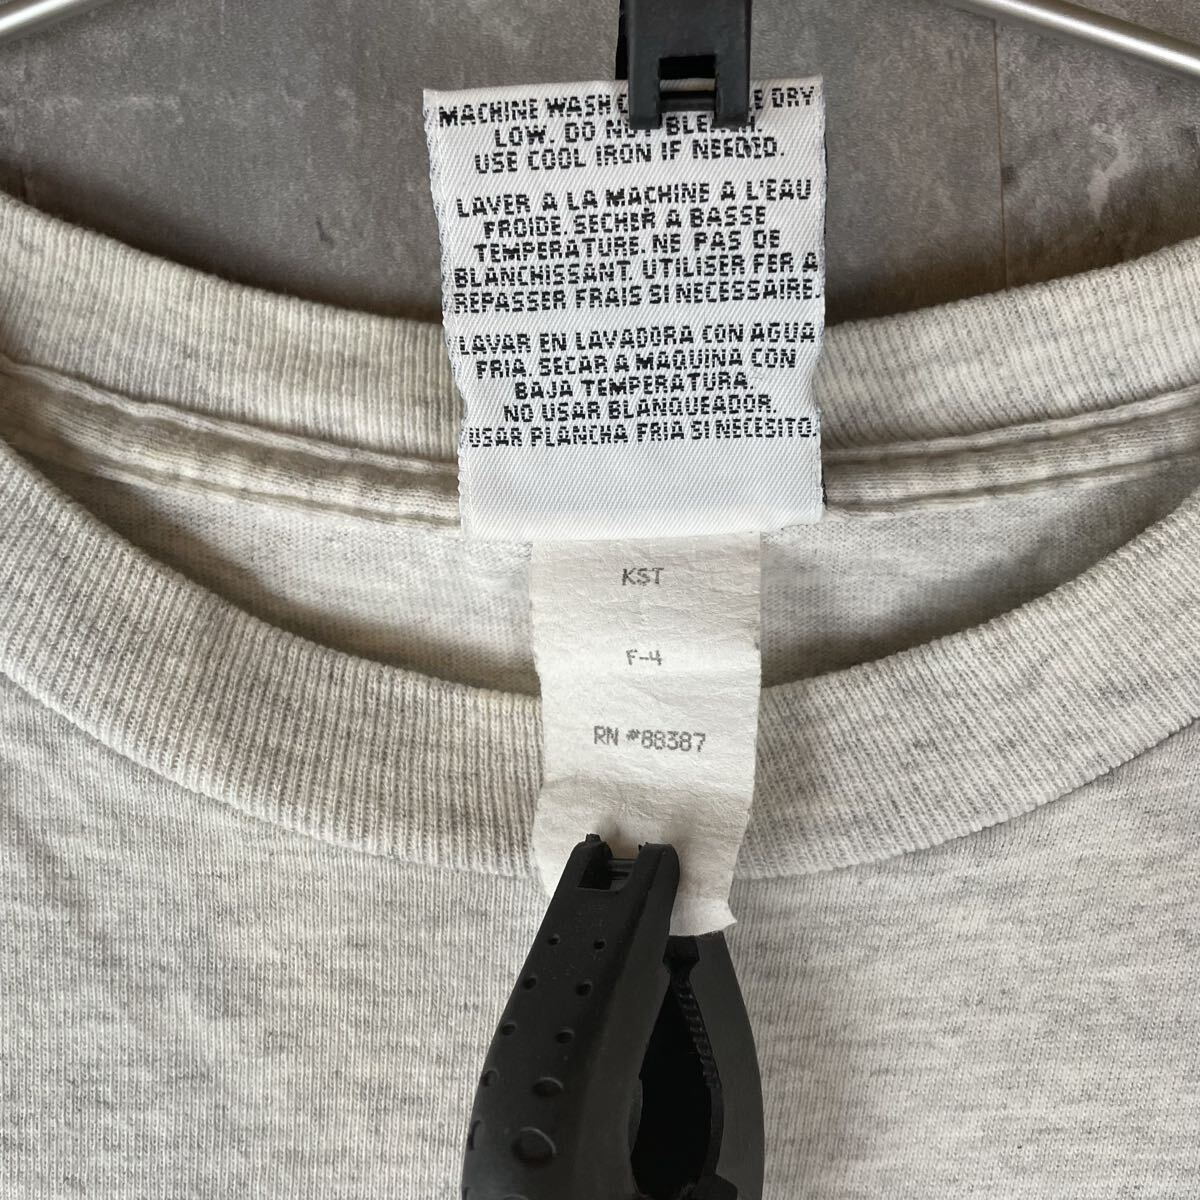 MACHINE WASH DRY
LOW. DO NOT BLEACH.
USE COOL IRON IF NEEDED.
LAVER A LA MACHINE A L'EAU
FROIDE. SECHER A BASSE
TEMPERATURE. NE PAS DE
BLANCHISSANT. UTILISER FER A
REPASSER FRAIS SI NECESSAIRE.
LAVAR EN LAVADORA CON AGUA
FRIA. SECAR A MAQUINA CON
BAJA TEMPERATURA.
NO USAR BLANQUEADOR.
USAR PLANCHA FRIA SI NECESITO.
KST
F-4
RN #88387